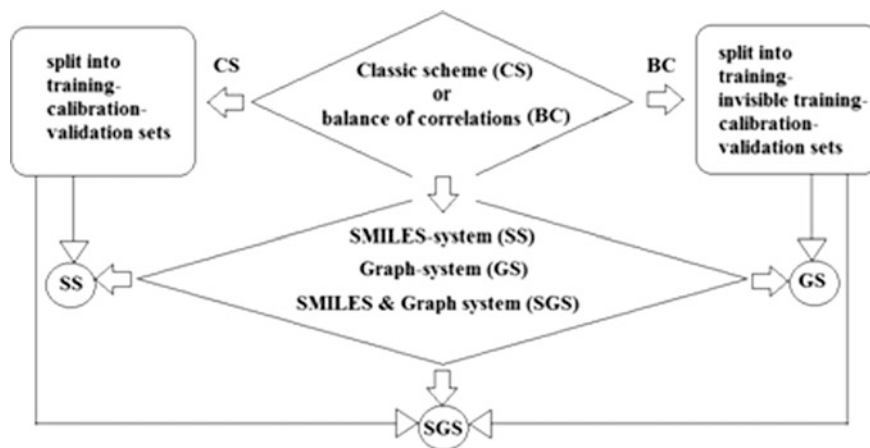 split into
training-
calibration-
validation sets
CS
Classic scheme (CS)
or
balance of correlations (BC)
BC
split into
training-
invisible training-
calibration-
validation sets
SMILES-system (SS)
Graph-system (GS)
SMILES & Graph system (SGS)
SS
GS
SGS